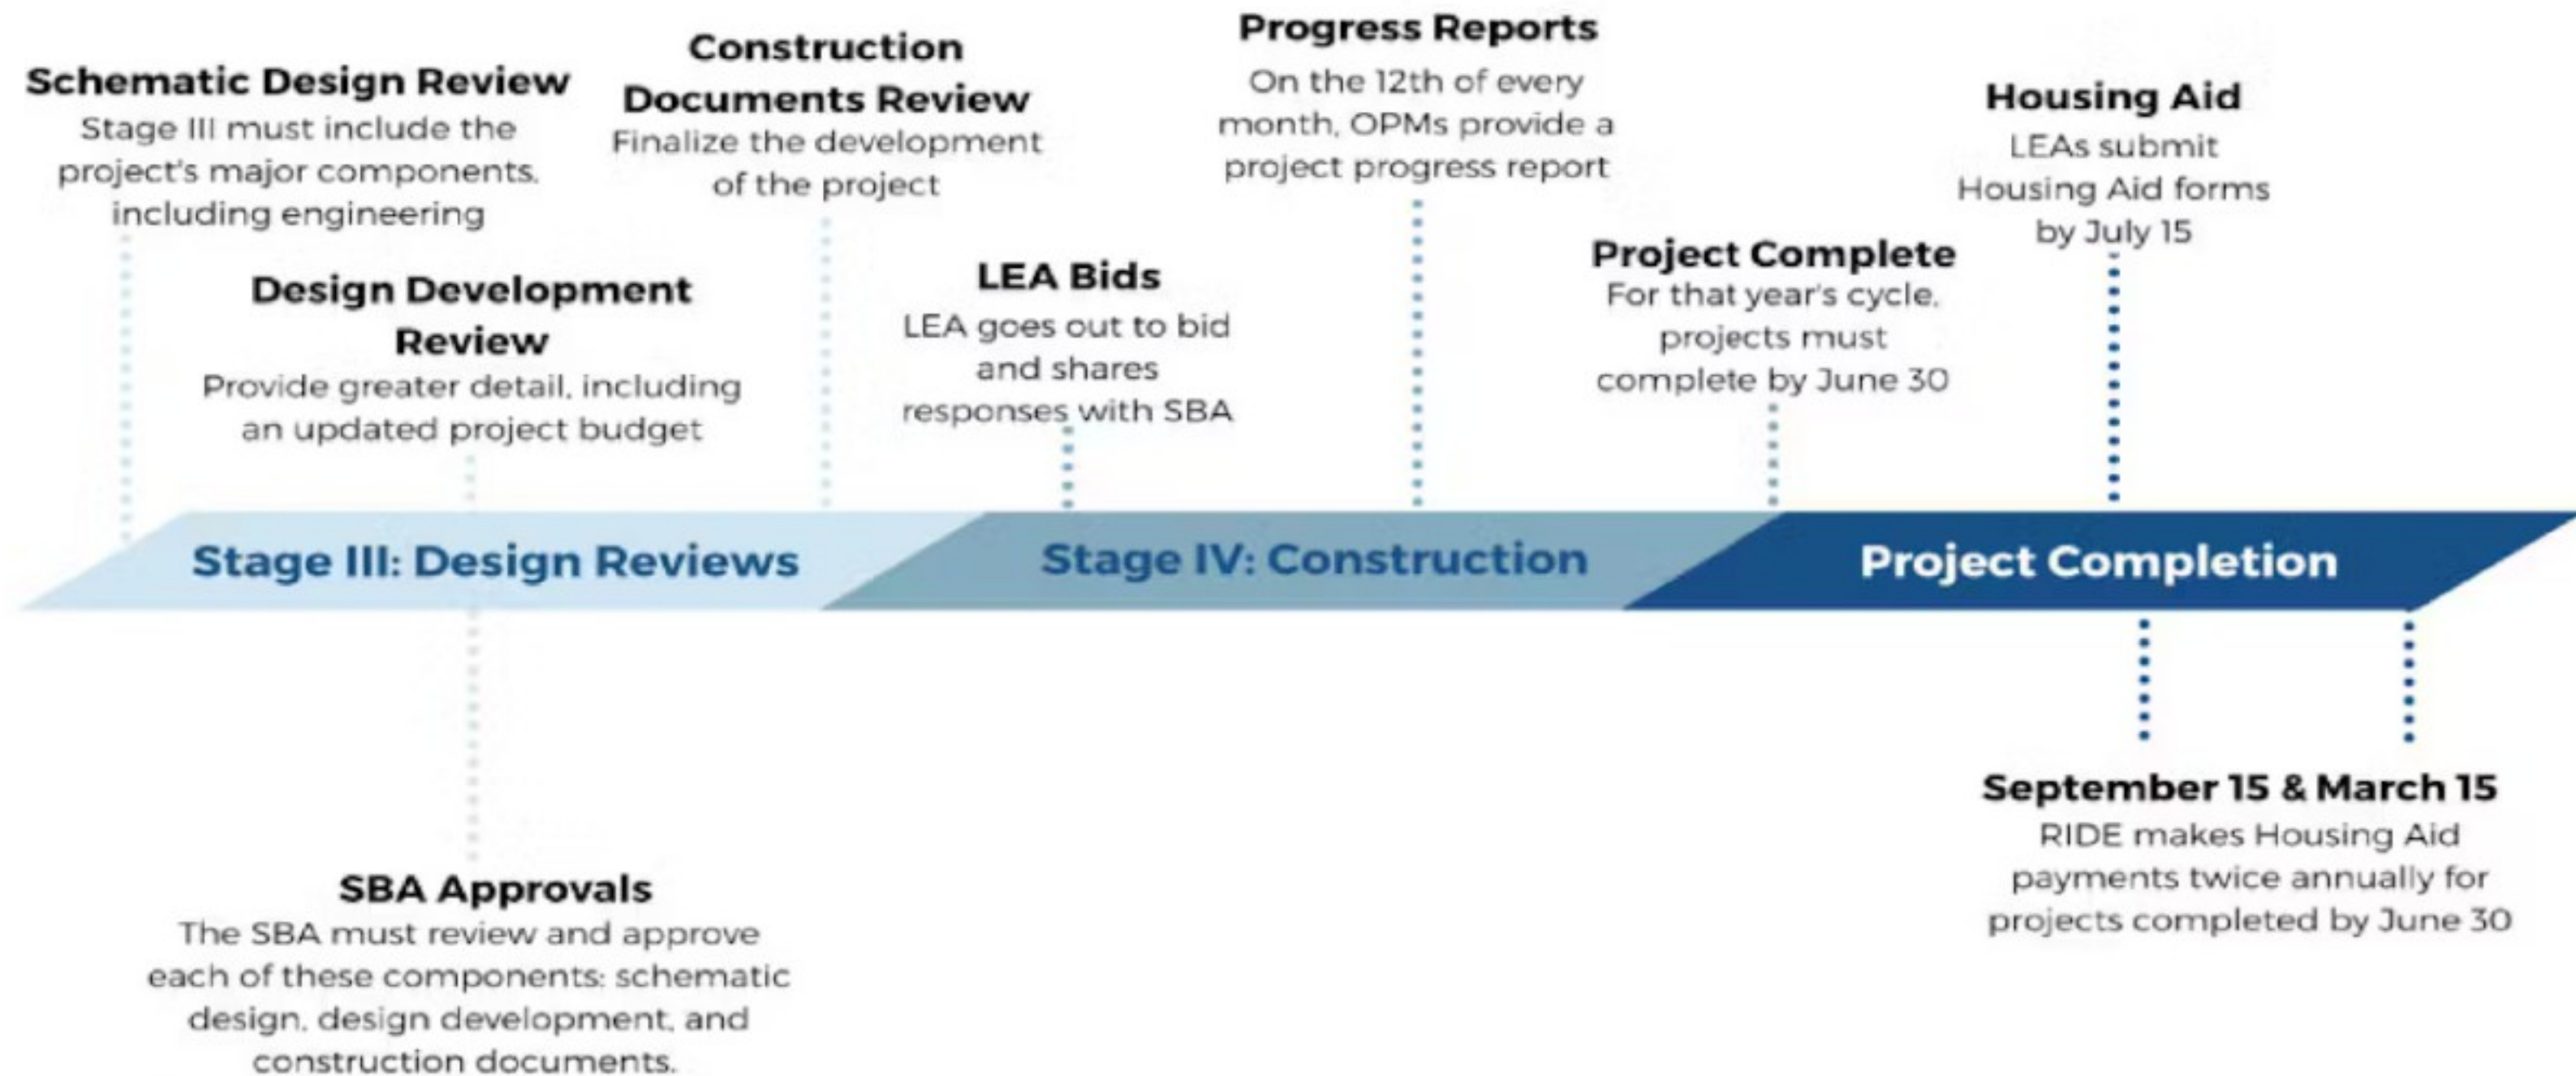 Schematic Design Review
Stage III must include the
project's major components,
including engineering
Design Development
Review
Provide greater detail, including
an updated project budget
Construction
Documents Review
Finalize the development
of the project
LEA Bids
LEA goes out to bid
and shares
responses with SBA
Progress Reports
On the 12th of every
month, OPMs provide a
project progress report
Project Complete
For that year's cycle,
projects must
complete by June 30
Housing Aid
LEAs submit
Housing Aid forms
by July 15
Stage III: Design Reviews
Stage IV: Construction
Project Completion
SBA Approvals
The SBA must review and approve
each of these components: schematic
design, design development, and
construction documents.
September 15 & March 15
RIDE makes Housing Aid
payments twice annually for
projects completed by June 30